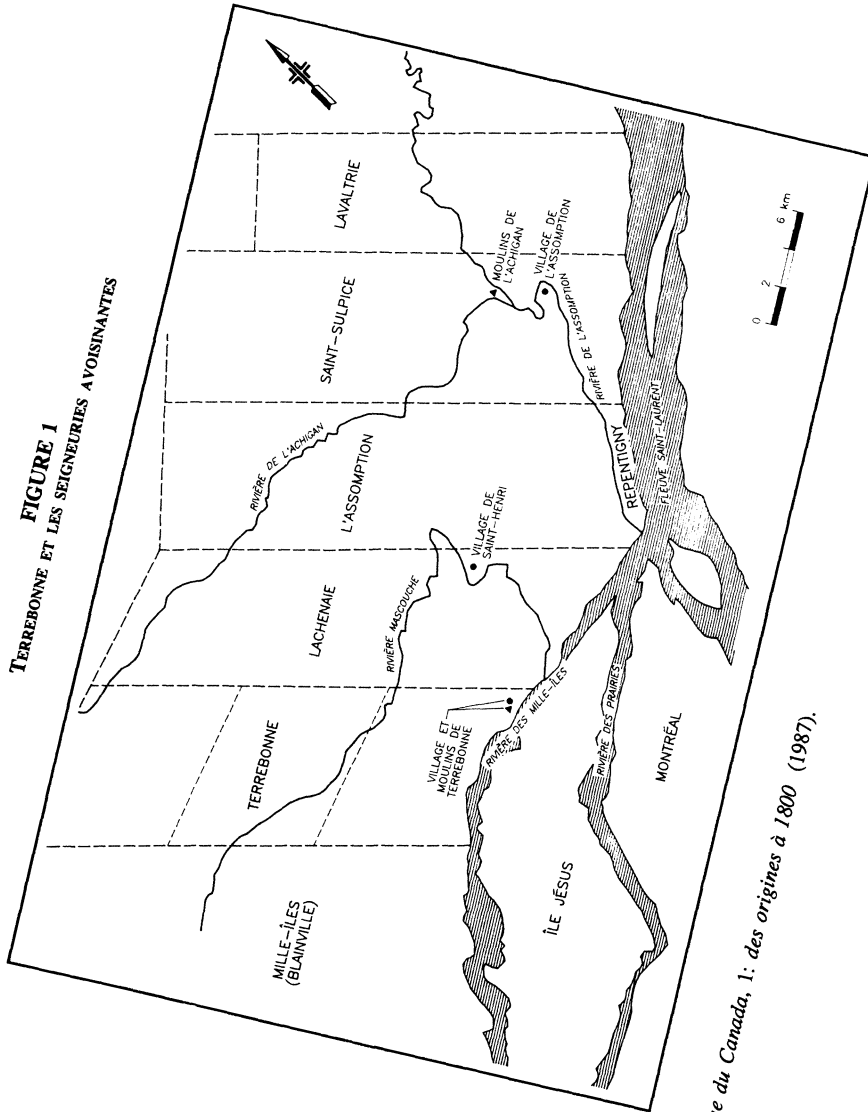 FIGURE 1
TERREBONNE ET LES SEIGNEURIES AVOISINANTES
MILLE-ÎLES
(BLAINVILLE)
TERREBONNE
LACHENAIE
L'ASSOMPTION
SAINT-SULPICE
LAVALTRIE
RIVIÈRE DE L'ACHIGAN
RIVIÈRE MASCOUCHE
VILLAGE DE
SAINT-HENRI
MOULINS DE
L'ACHIGAN
VILLAGE DE
L'ASSOMPTION
RIVIÈRE DE L'ASSOMPTION
REPENTIGNY
FLEUVE SAINT-LAURENT
VILLAGE ET
MOULINS DE
TERREBONNE
RIVIÈRE DES MILLE-ÎLES
RIVIÈRE DES PRAIRIES
ÎLE JÉSUS
MONTRÉAL
0 2 6 km
du Canada, 1: des origines à 1800 (1987).